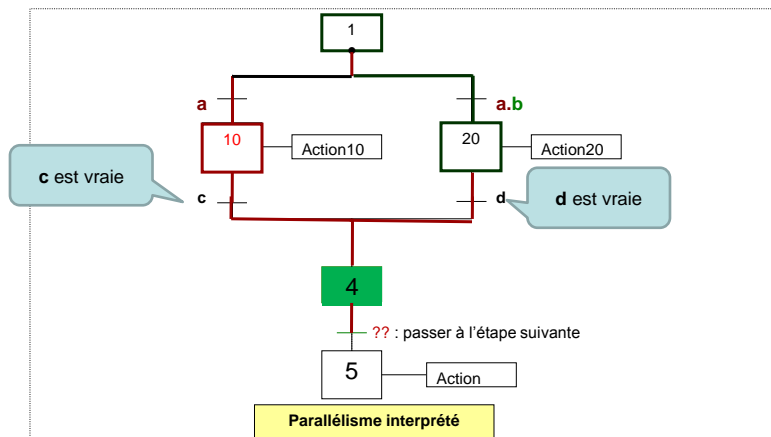 1
a
a.b
10
Action10
20
Action20
c est vraie
c
d
d est vraie
4
?? : passer à l'étape suivante
5
Action
Parallélisme interprété